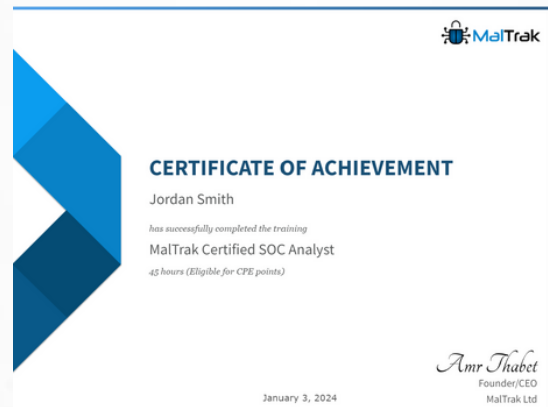 MalTrak
CERTIFICATE OF ACHIEVEMENT
Jordan Smith
has successfully completed the training
MalTrak Certified SOC Analyst
45 hours (Eligible for CPE points)
Amr Thabet
Founder/CEO
January 3, 2024
MalTrak Ltd